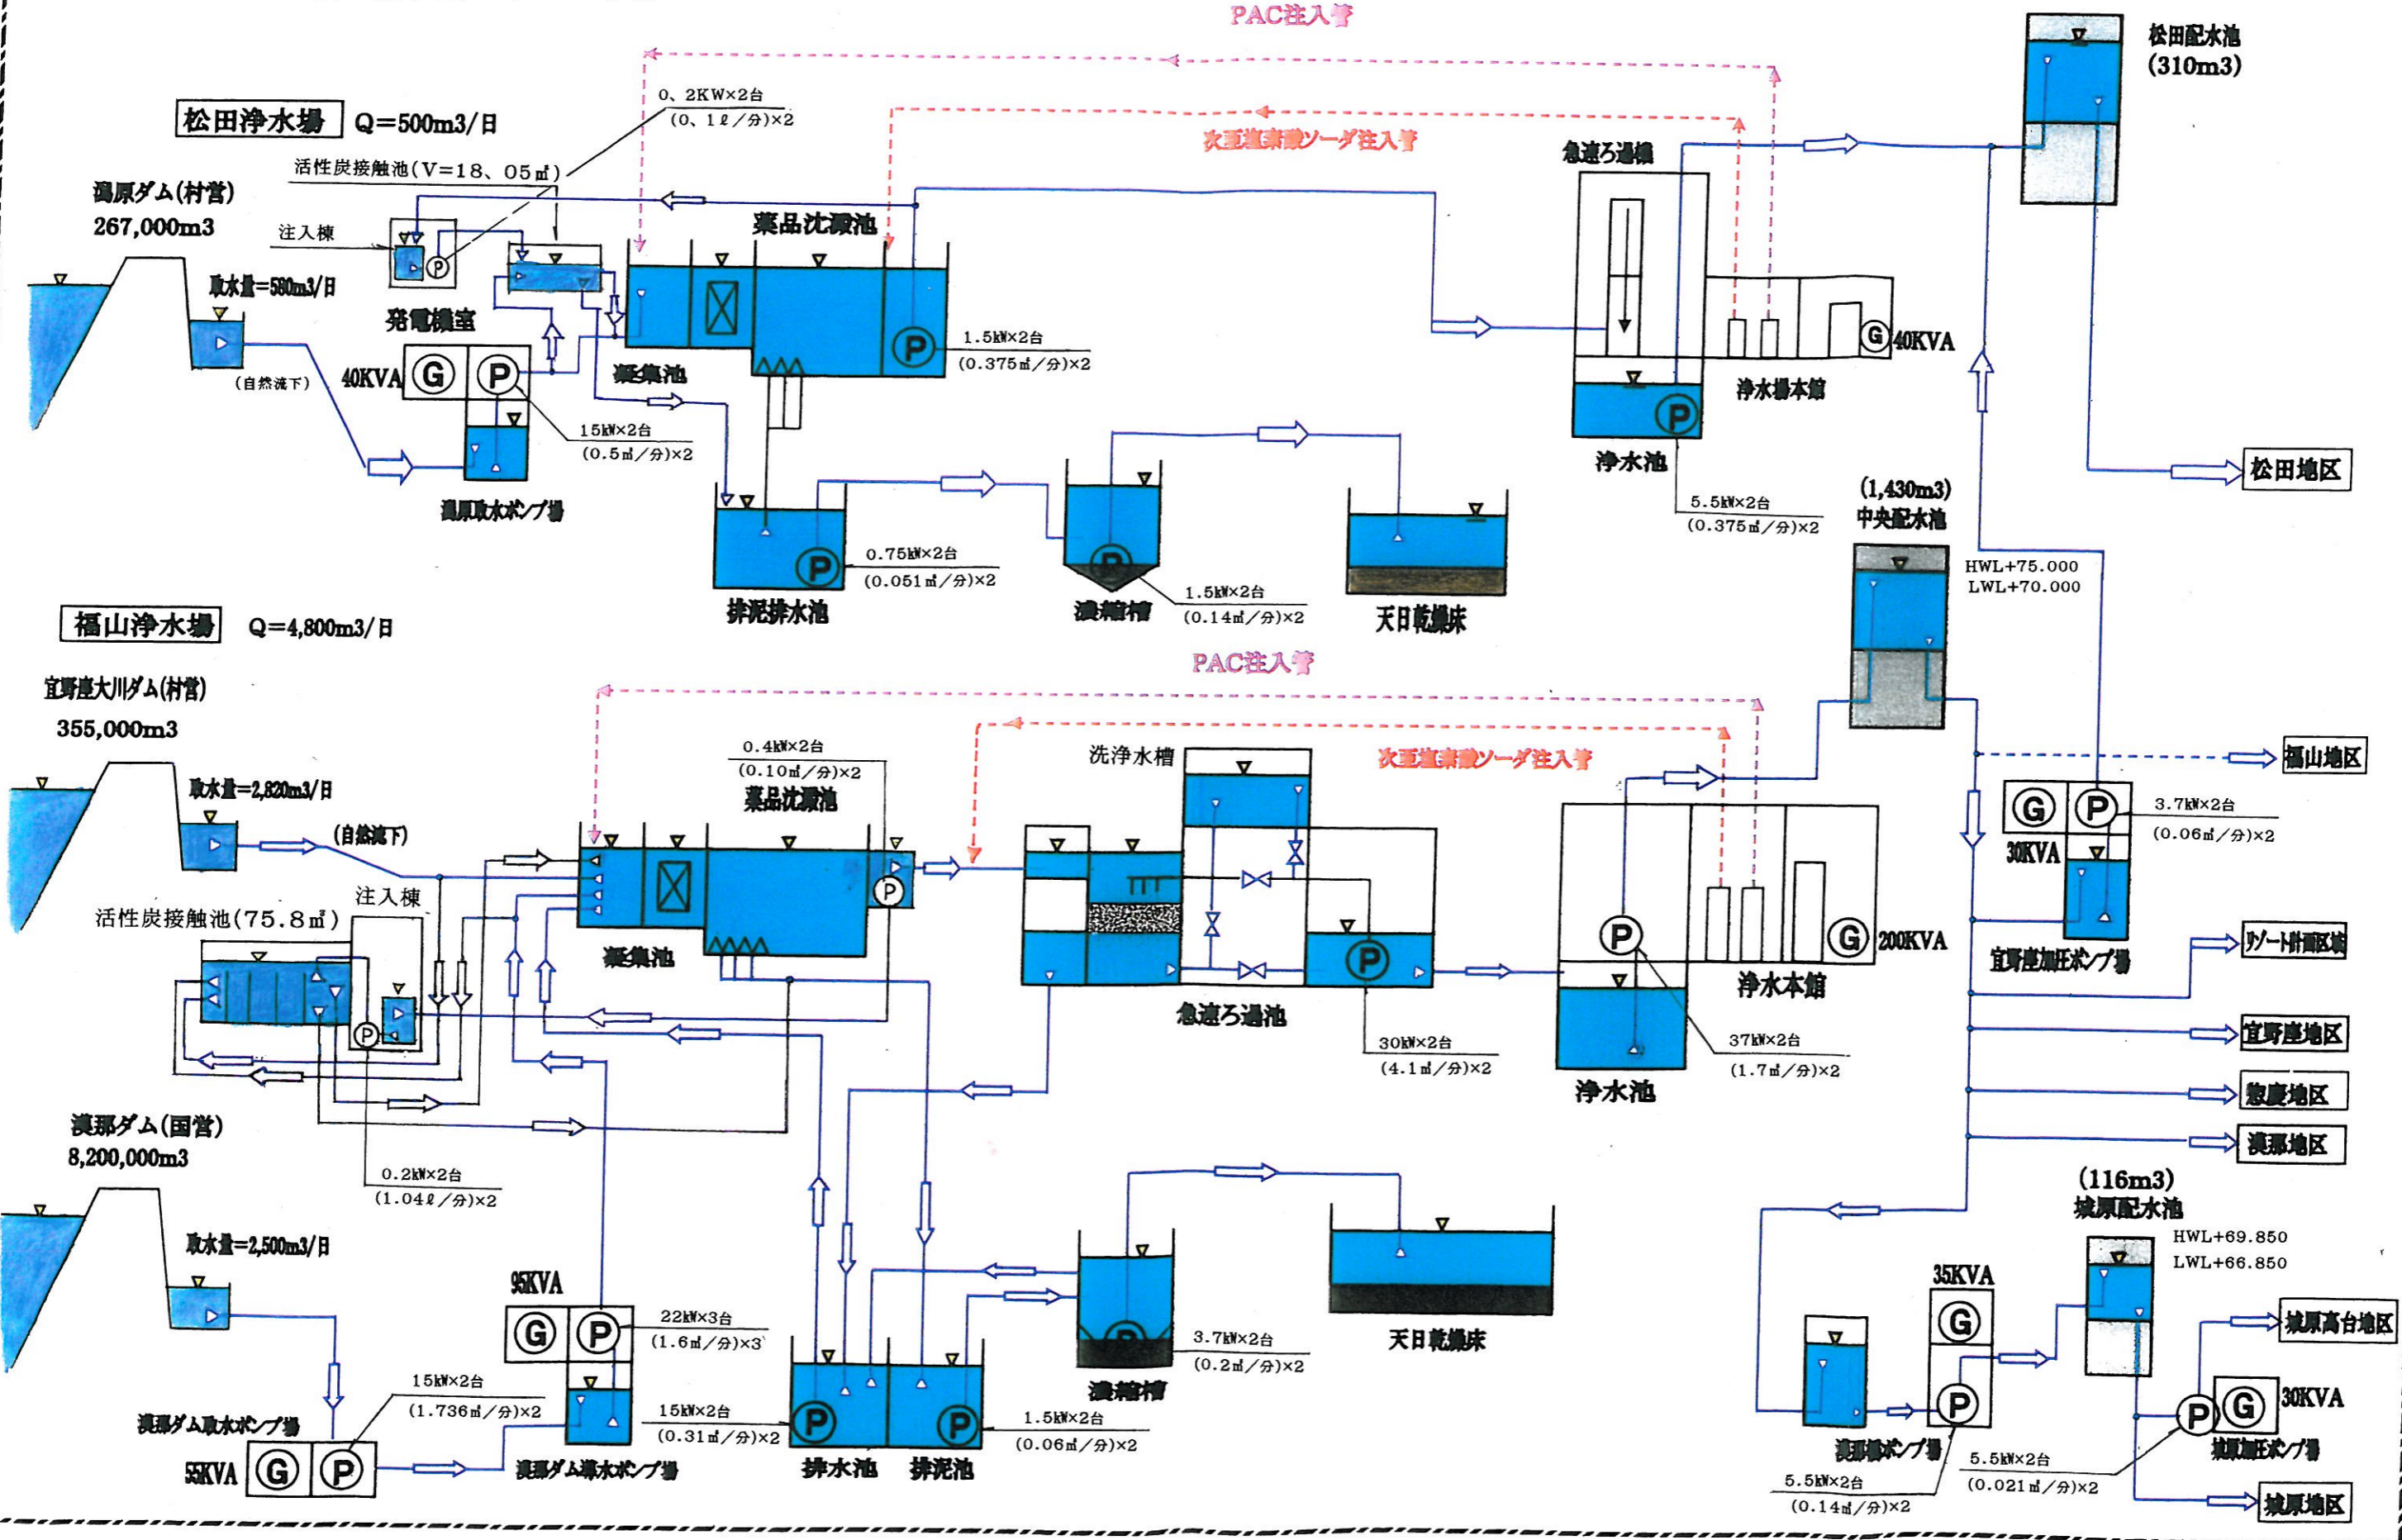 PAC注入管
松田配水池
(310m3)
松田浄水場
Q=500m3/日
0、2KW×2台
(0、1ℓ/分)×2
次亜塩素酸ソーダ注入管
急速ろ過機
活性炭接触池(V=18、05㎥)
潟原ダム(村営)
267,000m3
注入棟
薬品沈澱池
取水量=580m3/日
発電機室
(自然流下)
40KVA
G
P
凝集池
P
P
1.5kW×2台
(0.375㎥/分)×2
G
40KVA
浄水場本館
15kW×2台
(0.5㎥/分)×2
潟原取水ポンプ場
P
浄水池
5.5kW×2台
(0.375㎥/分)×2
松田地区
(1,430m3)
中央配水池
HWL+75.000
LWL+70.000
P
0.75kW×2台
(0.051㎥/分)×2
排泥排水池
P
1.5kW×2台
(0.14㎥/分)×2
濃縮槽
天日乾燥床
福山浄水場
Q=4,800m3/日
PAC注入管
宜野座大川ダム(村営)
355,000m3
0.4kW×2台
(0.10㎥/分)×2
薬品沈澱池
洗浄水槽
次亜塩素酸ソーダ注入管
福山地区
取水量=2,820m3/日
(自然流下)
G
P
3.7kW×2台
(0.06㎥/分)×2
30KVA
P
注入棟
活性炭接触池(75.8㎥)
凝集池
P
P
G
200KVA
リゾート計画区域
宜野座加圧ポンプ場
浄水本館
急速ろ過池
P
30kW×2台
(4.1㎥/分)×2
37kW×2台
(1.7㎥/分)×2
浄水池
宜野座地区
惣慶地区
漢那地区
漢那ダム(国営)
8,200,000m3
0.2kW×2台
(1.04ℓ/分)×2
(116m3)
城原配水池
HWL+69.850
LWL+66.850
取水量=2,500m3/日
95KVA
G
P
22kW×3台
(1.6㎥/分)×3
35KVA
G
P
城原高台地区
P
3.7kW×2台
(0.2㎥/分)×2
濃縮槽
天日乾燥床
15kW×2台
(1.736㎥/分)×2
漢那ダム取水ポンプ場
15kW×2台
(0.31㎥/分)×2
P
P
1.5kW×2台
(0.06㎥/分)×2
P
G
30KVA
55KVA
G
P
漢那ダム導水ポンプ場
排水池
排泥池
漢那橋ポンプ場
5.5kW×2台
(0.14㎥/分)×2
5.5kW×2台
(0.021㎥/分)×2
城原加圧ポンプ場
城原地区